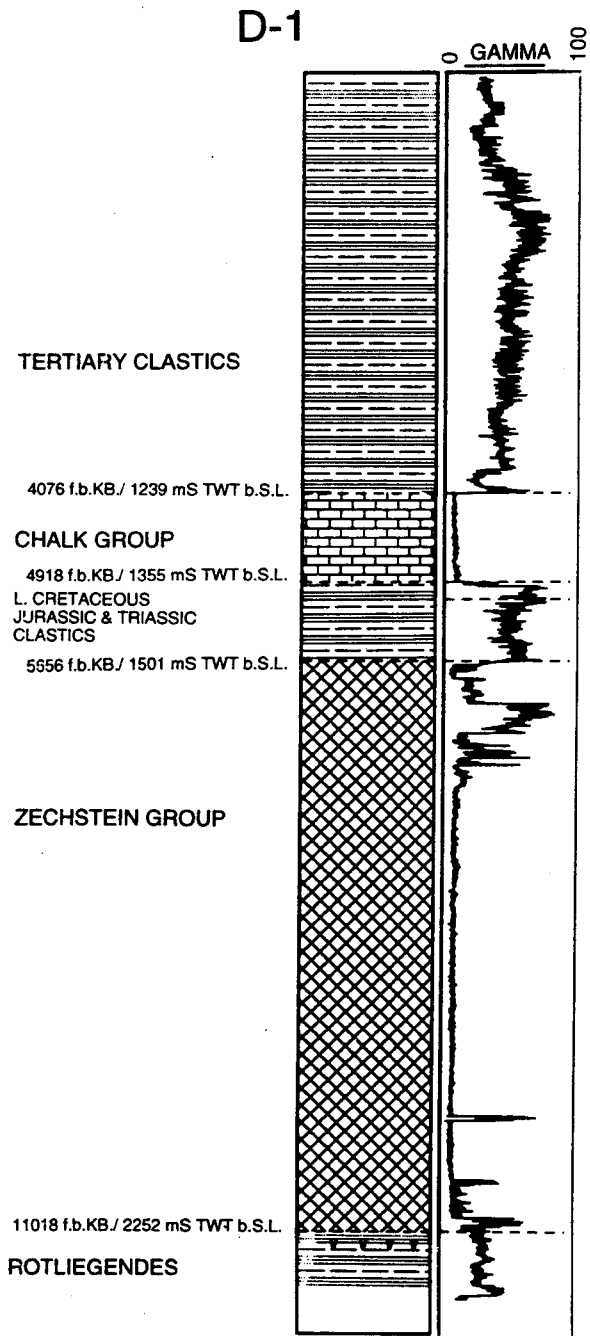 D-1
0 GAMMA 100
TERTIARY CLASTICS
4076 f.b.KB./ 1239 mS TWT b.S.L.
CHALK GROUP
4918 f.b.KB./ 1355 mS TWT b.S.L.
L. CRETACEOUS
JURASSIC & TRIASSIC
CLASTICS
5656 f.b.KB./ 1501 mS TWT b.S.L.
ZECHSTEIN GROUP
11018 f.b.KB./ 2252 mS TWT b.S.L.
ROTLIEGENDES